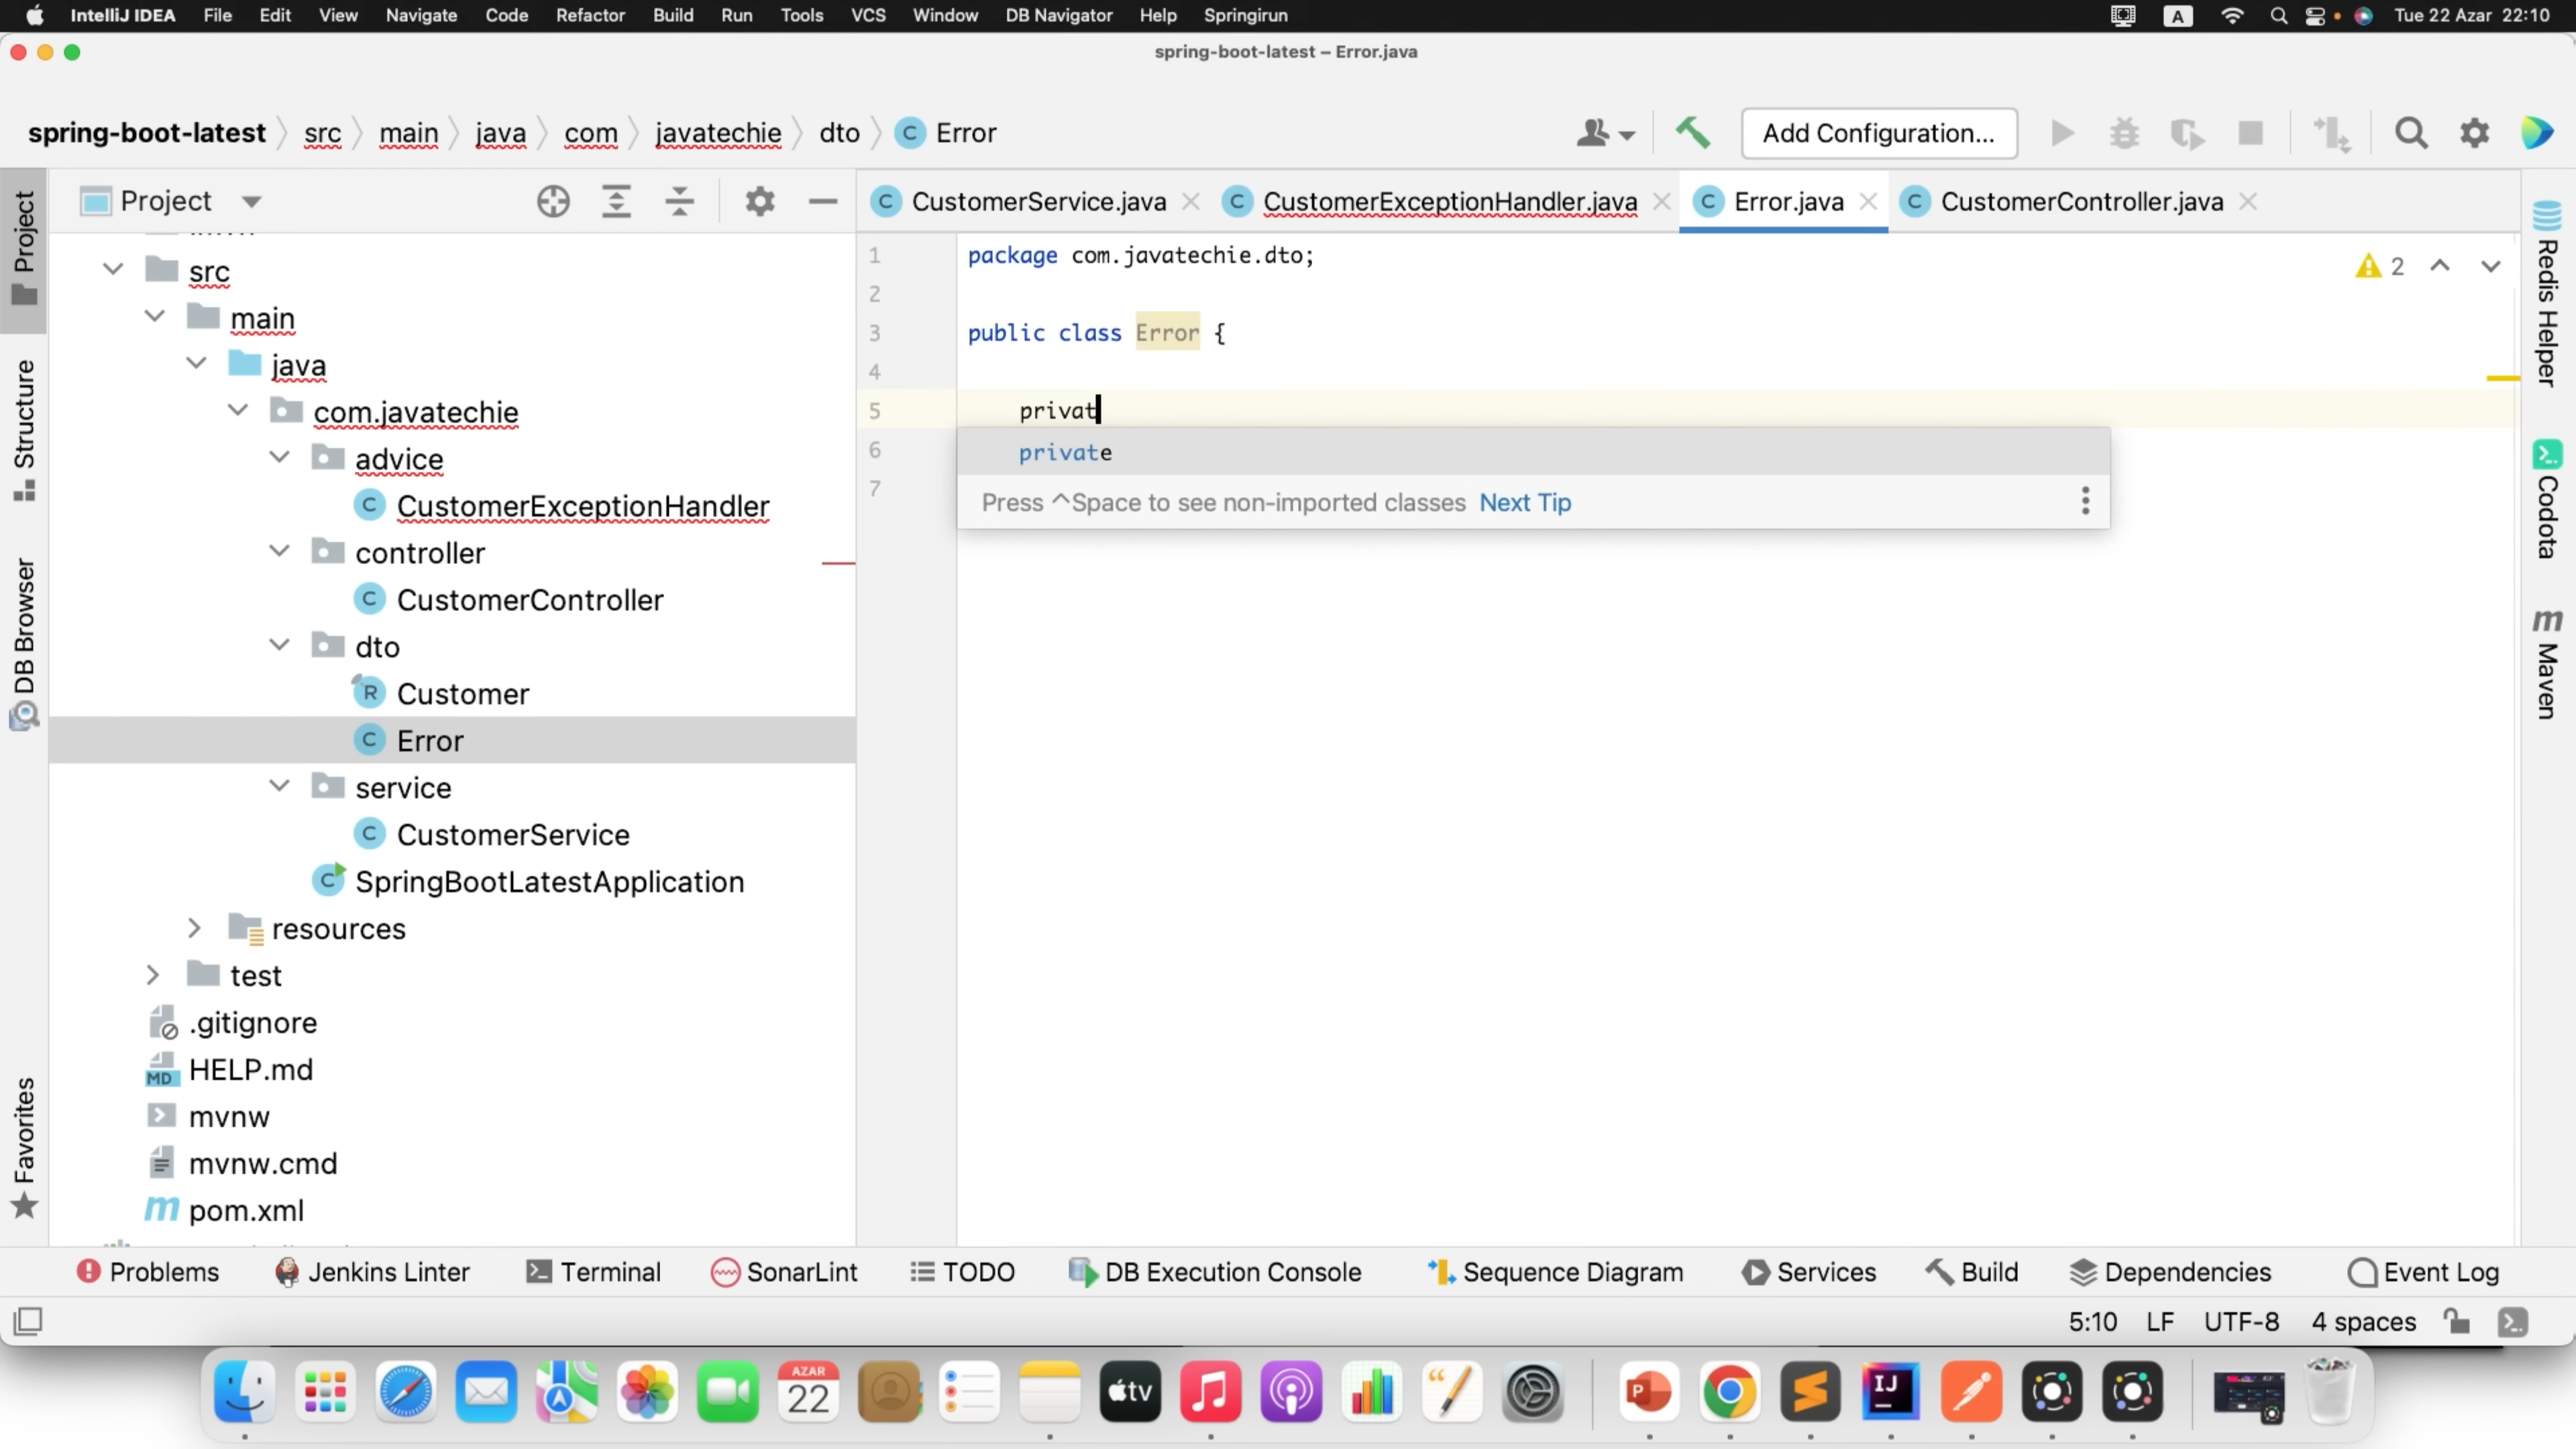 IntelliJ IDEA File Edit View Navigate Code Refactor Build Run Tools VCS Window DB Navigator Help Springirun A Tue 22 Azar 22:10
spring-boot-latest – Error.java
spring-boot-latest src main java com javatechie dto C Error Add Configuration...
Project
Structure
DB Browser
Favorites
Project
src
main
java
com.javatechie
advice
C CustomerExceptionHandler
controller
C CustomerController
dto
R Customer
C Error
service
C CustomerService
C SpringBootLatestApplication
resources
test
.gitignore
MD HELP.md
mvnw
mvnw.cmd
m pom.xml
C CustomerService.java C CustomerExceptionHandler.java C Error.java C CustomerController.java
1 package com.javatechie.dto;
2
3 public class Error {
4
5 privat
6
7
private
Press ^Space to see non-imported classes Next Tip
2
Redis Helper
Codota
m Maven
Problems Jenkins Linter Terminal SonarLint TODO DB Execution Console Sequence Diagram Services Build Dependencies Event Log
5:10 LF UTF-8 4 spaces
AZAR
22
tv
P
IJ